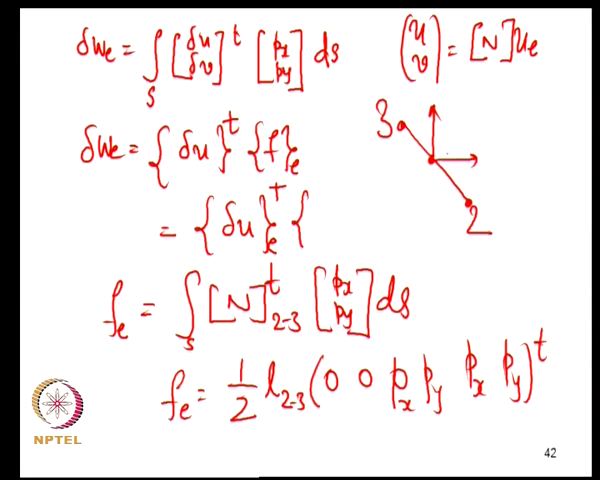 δWe = ∫S [δu δv]^t [px py] ds (u v) = [N] ue
δWe = {δu}^t {f}e
3
= {δu}e^T {
2
fe = ∫S [N]^t 2-3 [px py] ds
fe = 1/2 l2-3 (0 0 px py px py)^t
NPTEL
42